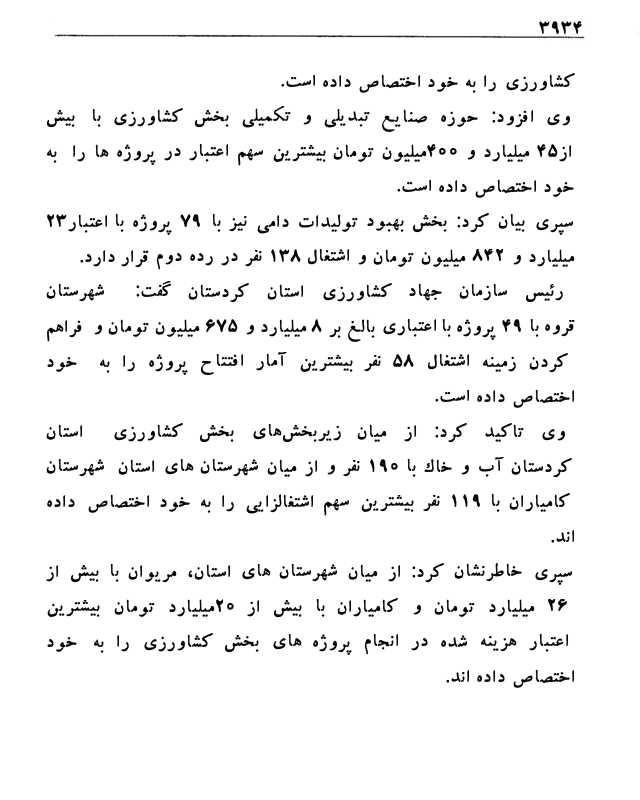 ۳۹۳۴
کشاورزی را به خود اختصاص داده است.
وی افزود: حوزه صنایع تبدیلی و تکمیلی بخش کشاورزی با بیش
از۴۵ میلیارد و ۴۰۰میلیون تومان بیشترین سهم اعتبار در پروژه ها را به
خود اختصاص داده است.
سپری بیان کرد: بخش بهبود تولیدات دامی نیز با ۷۹ پروژه با اعتبار۲۳
میلیارد و ۸۴۲ میلیون تومان و اشتغال ۱۳۸ نفر در رده دوم قرار دارد.
رئیس سازمان جهاد کشاورزی استان کردستان گفت: شهرستان
قروه با ۴۹ پروژه با اعتباری بالغ بر ۸ میلیارد و ۶۷۵ میلیون تومان و فراهم
کردن زمینه اشتغال ۵۸ نفر بیشترین آمار افتتاح پروژه را به خود
اختصاص داده است.
وی تاکید کرد: از میان زیربخش‌های بخش کشاورزی استان
کردستان آب و خاك با ۱۹۰ نفر و از میان شهرستان های استان شهرستان
کامیاران با ۱۱۹ نفر بیشترین سهم اشتغالزایی را به خود اختصاص داده
اند.
سپری خاطرنشان کرد: از میان شهرستان های استان، مریوان با بیش از
۲۶ میلیارد تومان و کامیاران با بیش از ۲۰میلیارد تومان بیشترین
اعتبار هزینه شده در انجام پروژه های بخش کشاورزی را به خود
اختصاص داده اند.